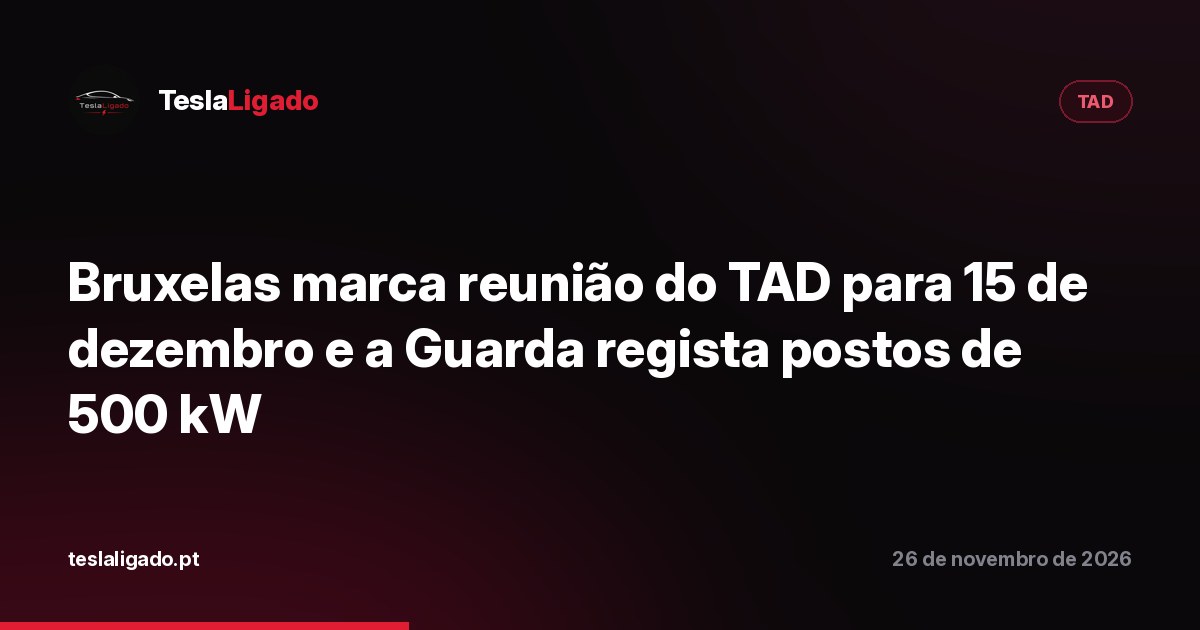 TeslaLigado
TeslaLigado
TAD
Bruxelas marca reunião do TAD para 15 de
dezembro e a Guarda regista postos de
500 kW
teslaligado.pt
26 de novembro de 2026